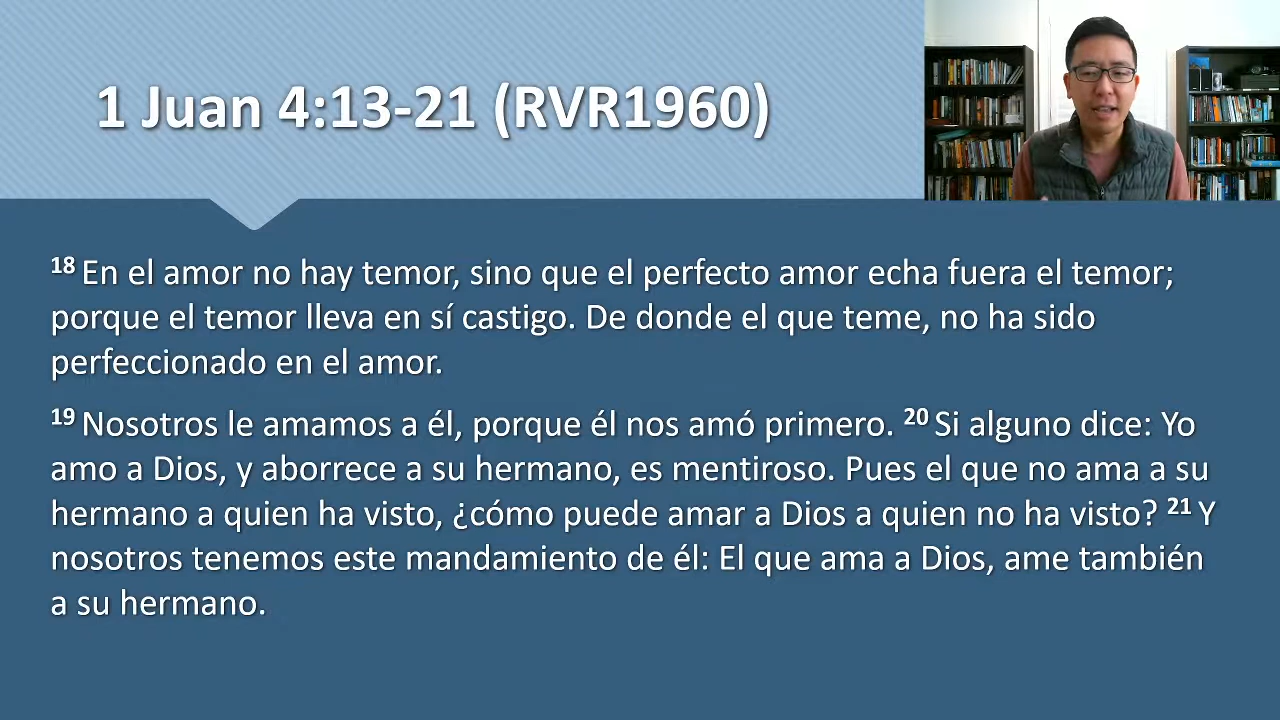 1 Juan 4:13-21 (RVR1960)
18 En el amor no hay temor, sino que el perfecto amor echa fuera el temor;
porque el temor lleva en sí castigo. De donde el que teme, no ha sido
perfeccionado en el amor.
19 Nosotros le amamos a él, porque él nos amó primero. 20 Si alguno dice: Yo
amo a Dios, y aborrece a su hermano, es mentiroso. Pues el que no ama a su
hermano a quien ha visto, ¿cómo puede amar a Dios a quien no ha visto? 21 Y
nosotros tenemos este mandamiento de él: El que ama a Dios, ame también
a su hermano.